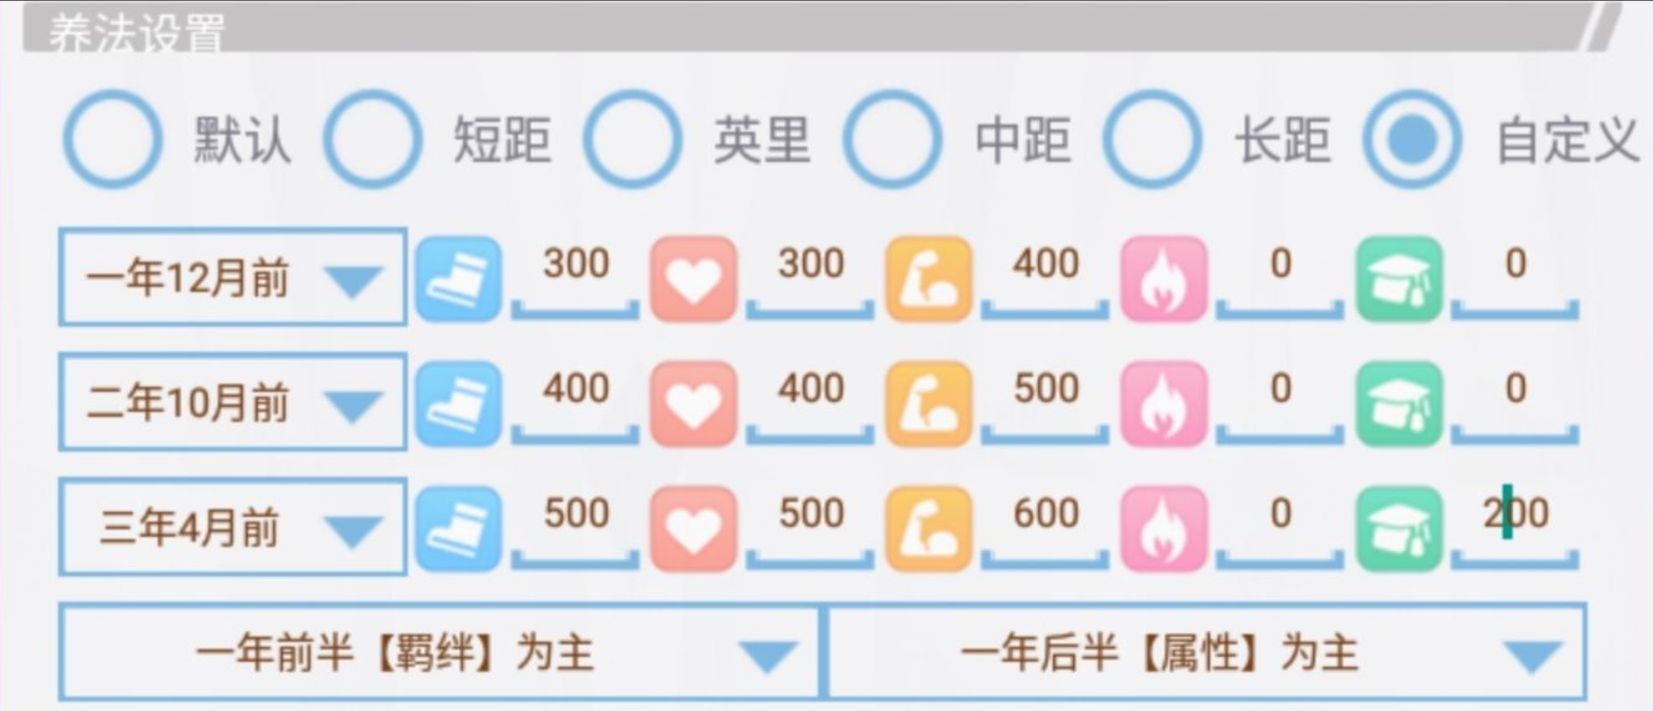 养法设置
默认 短距 英里 中距 长距 自定义
一年12月前 300 300 400 0 0
二年10月前 400 400 500 0 0
三年4月前 500 500 600 0 200
一年前半【羁绊】为主 一年后半【属性】为主